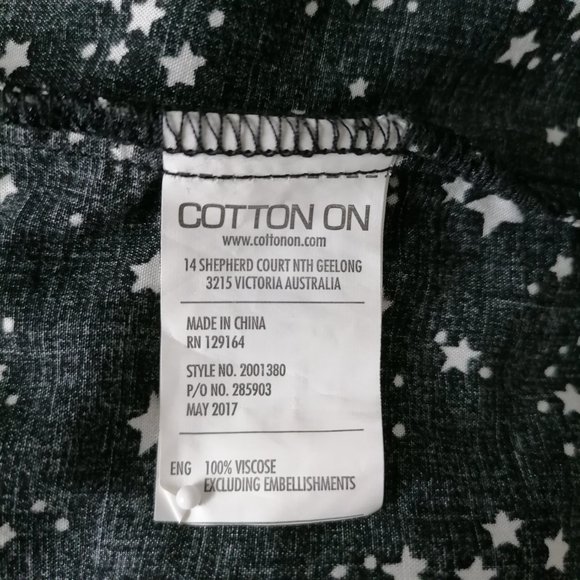 COTTON ON
www.cottonon.com
14 SHEPHERD COURT NTH GEELONG
3215 VICTORIA AUSTRALIA
MADE IN CHINA
RN 129164
STYLE NO. 2001380
P/O NO. 285903
MAY 2017
ENG 100% VISCOSE
EXCLUDING EMBELLISHMENTS